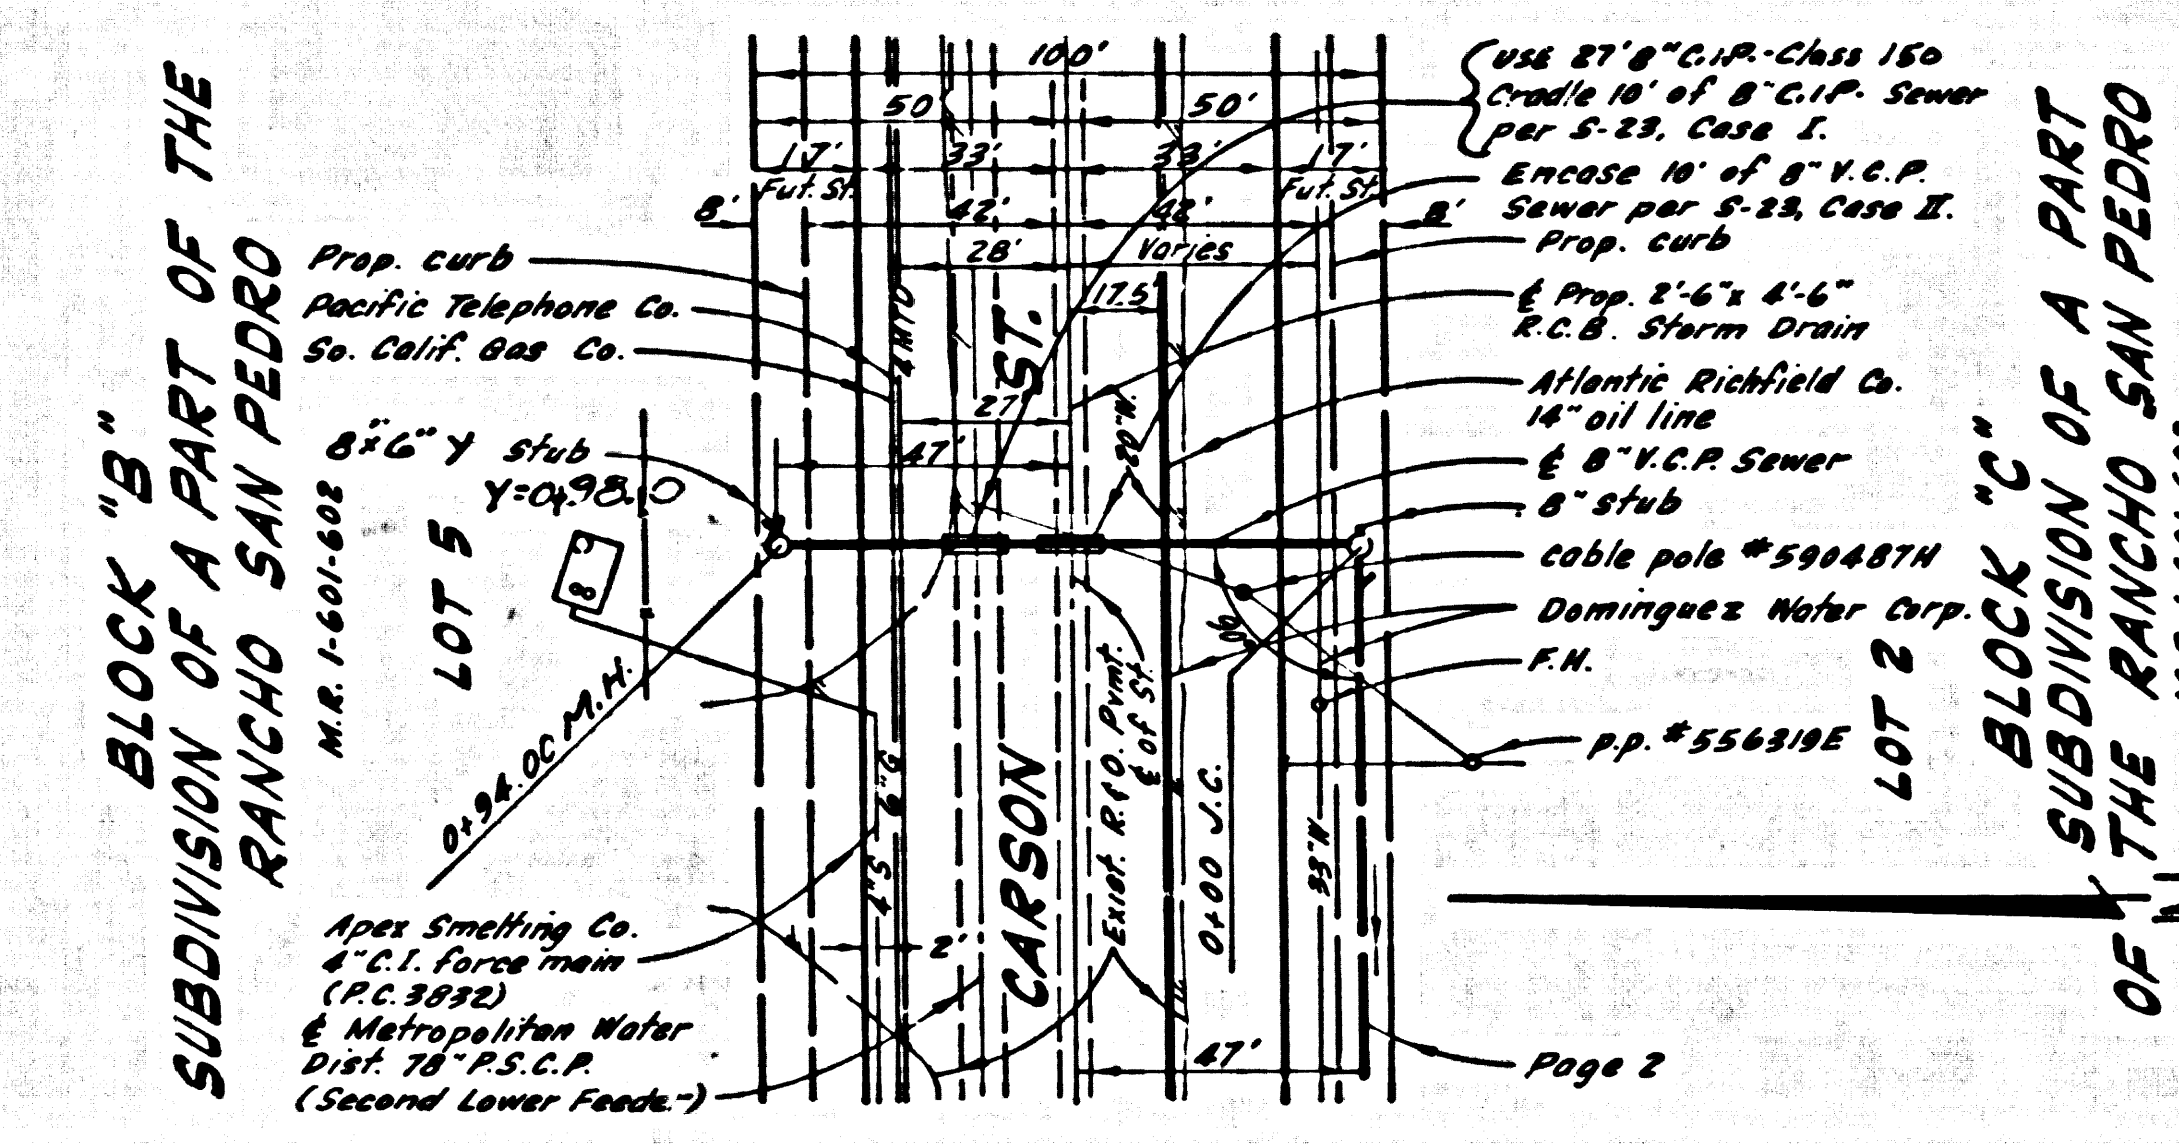 BLOCK "B"
SUBDIVISION OF A PART OF THE
RANCHO SAN PEDRO
M.R. 1-601-602
LOT 5
100'
50'
50'
17'
33'
33'
17'
Fut. St.
Fut. St.
8'
42'
42'
8'
28'
Varies
17.5'
27'
47'
20"W.
Prop. curb
Pacific Telephone Co.
So. Calif. Gas Co.
8"x6" Y Stub
Y=0+98.0
0+94.00 M.H.
Apex Smelting Co.
4" C.I. force main
(P.C. 3832)
℄ Metropolitan Water
Dist. 78" P.S.C.P.
(Second Lower Feeder)
2'
CARSON ST.
Exist. R.&O. Pvmt.
℄ of St.
0+00 J.C.
90°
33"W.
47'
Use 27' 8" C.I.P.-Class 150
Cradle 10' of 8" C.I.P. Sewer
per S-23, Case I.
Encase 10' of 8" V.C.P.
Sewer per S-23, Case II.
Prop. curb
℄ Prop. 2'-6" x 4'-6"
R.C.B. Storm Drain
Atlantic Richfield Co.
14" oil line
℄ 8" V.C.P. Sewer
8" stub
Cable pole #590487H
Dominguez Water Corp.
F.H.
p.p. #556319E
Page 2
LOT 2
BLOCK "C"
SUBDIVISION OF A PART
OF THE RANCHO SAN PEDRO